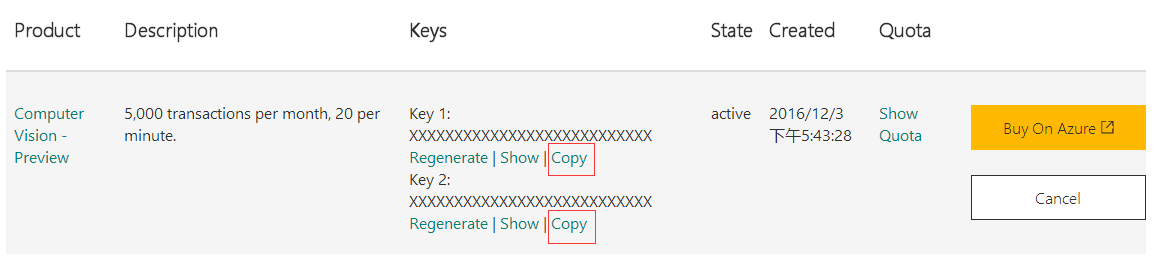 Product Description Keys State Created Quota
Computer Vision - Preview
5,000 transactions per month, 20 per minute.
Key 1:
XXXXXXXXXXXXXXXXXXXXXXXXXXX
Regenerate | Show | Copy
Key 2:
XXXXXXXXXXXXXXXXXXXXXXXXXXX
Regenerate | Show | Copy
active
2016/12/3
下午5:43:28
Show
Quota
Buy On Azure
Cancel